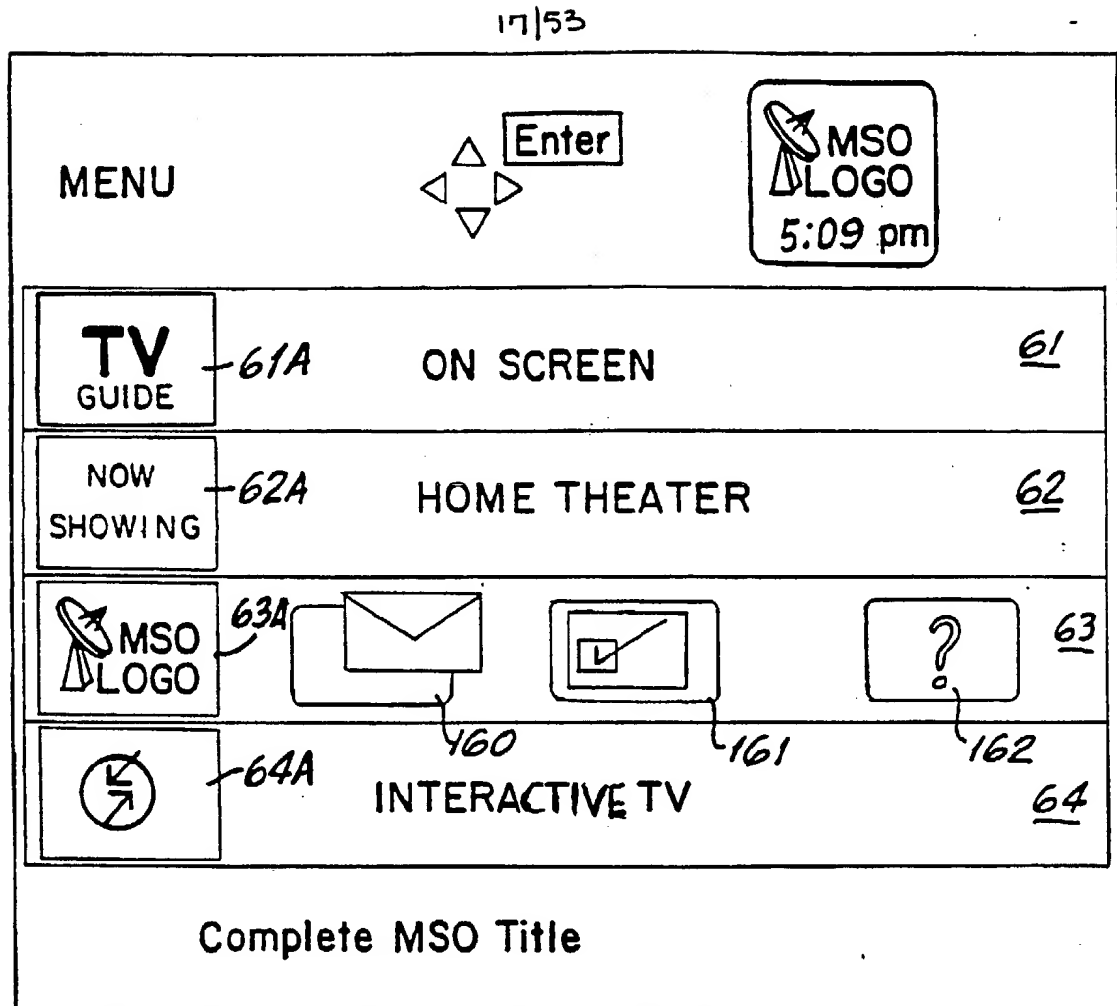 17/53
MENU
Enter
MSO
LOGO
5:09 pm
TV
GUIDE
61A
ON SCREEN
61
NOW
SHOWING
62A
HOME THEATER
62
MSO
LOGO
63A
?
63
160
161
162
64A
INTERACTIVE TV
64
Complete MSO Title